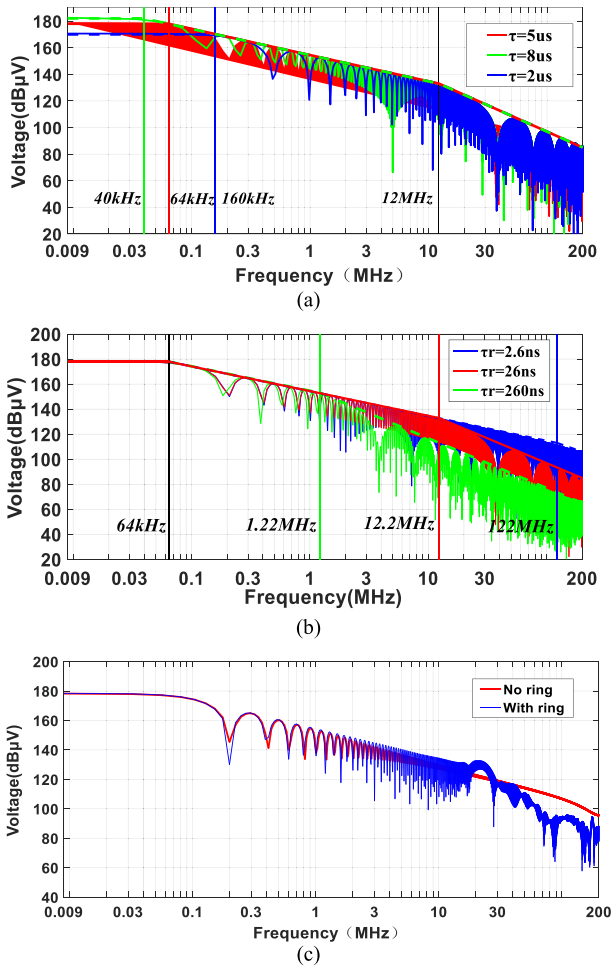 180
160
140
120
100
80
60
40
20
Voltage(dBμV)
τ=5us
τ=8us
τ=2us
40kHz
64kHz
160kHz
12MHz
0.009
0.03
0.1
0.3
1
3
10
30
200
Frequency（MHz）
(a)
200
180
160
140
120
100
80
60
40
20
Voltage(dBμV)
τr=2.6ns
τr=26ns
τr=260ns
64kHz
1.22MHz
12.2MHz
122MHz
0.009
0.03
0.1
0.3
1
3
10
30
200
Frequency(MHz)
(b)
200
180
160
140
120
100
80
60
40
Voltage(dBμV)
No ring
With ring
0.009
0.03
0.1
0.3
1
3
10
30
200
Frequency（MHz）
(c)